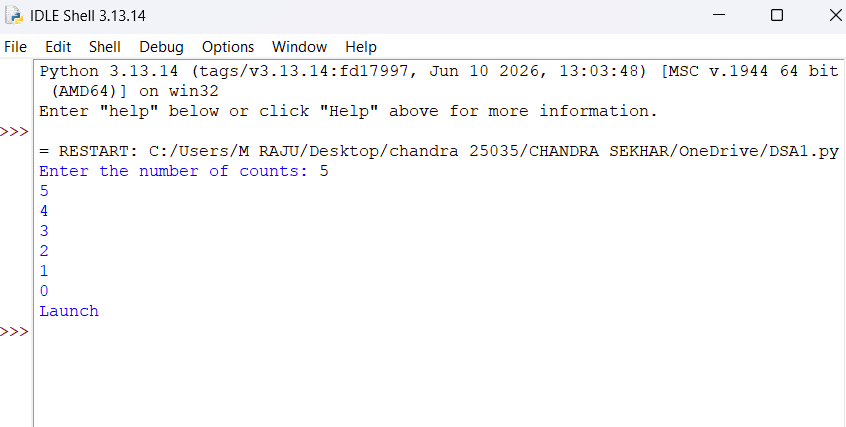 IDLE Shell 3.13.14
File Edit Shell Debug Options Window Help
Python 3.13.14 (tags/v3.13.14:fd17997, Jun 10 2026, 13:03:48) [MSC v.1944 64 bit
(AMD64)] on win32
Enter "help" below or click "Help" above for more information.
>>>
= RESTART: C:/Users/M RAJU/Desktop/chandra 25035/CHANDRA SEKHAR/OneDrive/DSA1.py
Enter the number of counts: 5
5
4
3
2
1
0
Launch
>>>